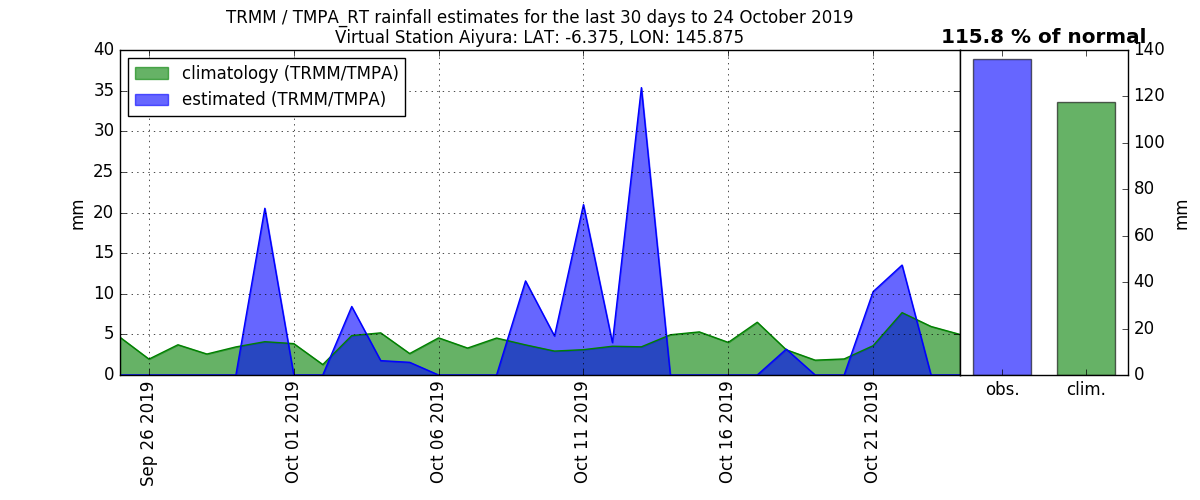 TRMM / TMPA_RT rainfall estimates for the last 30 days to 24 October 2019
Virtual Station Aiyura: LAT: -6.375, LON: 145.875
115.8 % of normal
climatology (TRMM/TMPA)
estimated (TRMM/TMPA)
40
35
30
25
20
15
10
5
0
mm
Sep 26 2019
Oct 01 2019
Oct 06 2019
Oct 11 2019
Oct 16 2019
Oct 21 2019
140
120
100
80
60
40
20
0
mm
obs.
clim.